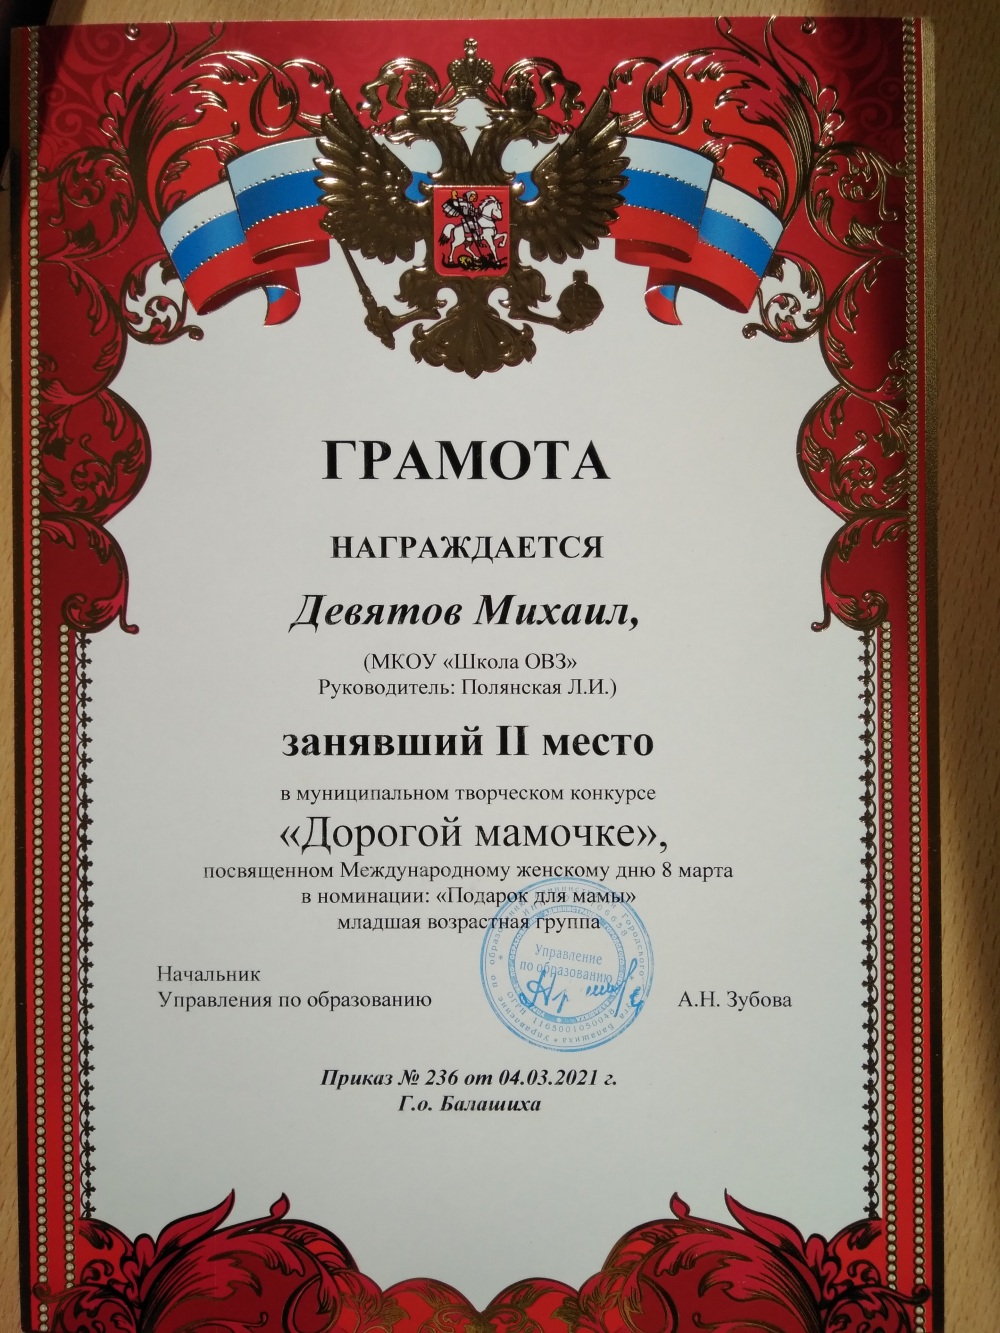 ГРАМОТА
НАГРАЖДАЕТСЯ
Девятов Михаил,
(МКОУ «Школа ОВЗ»
Руководитель: Полянская Л.И.)
занявший II место
в муниципальном творческом конкурсе
«Дорогой мамочке»,
посвященном Международному женскому дню 8 марта
в номинации: «Подарок для мамы»
младшая возрастная группа
Управление
по образованию
Начальник
Управления по образованию
А.Н. Зубова
Приказ № 236 от 04.03.2021 г.
Г.о. Балашиха